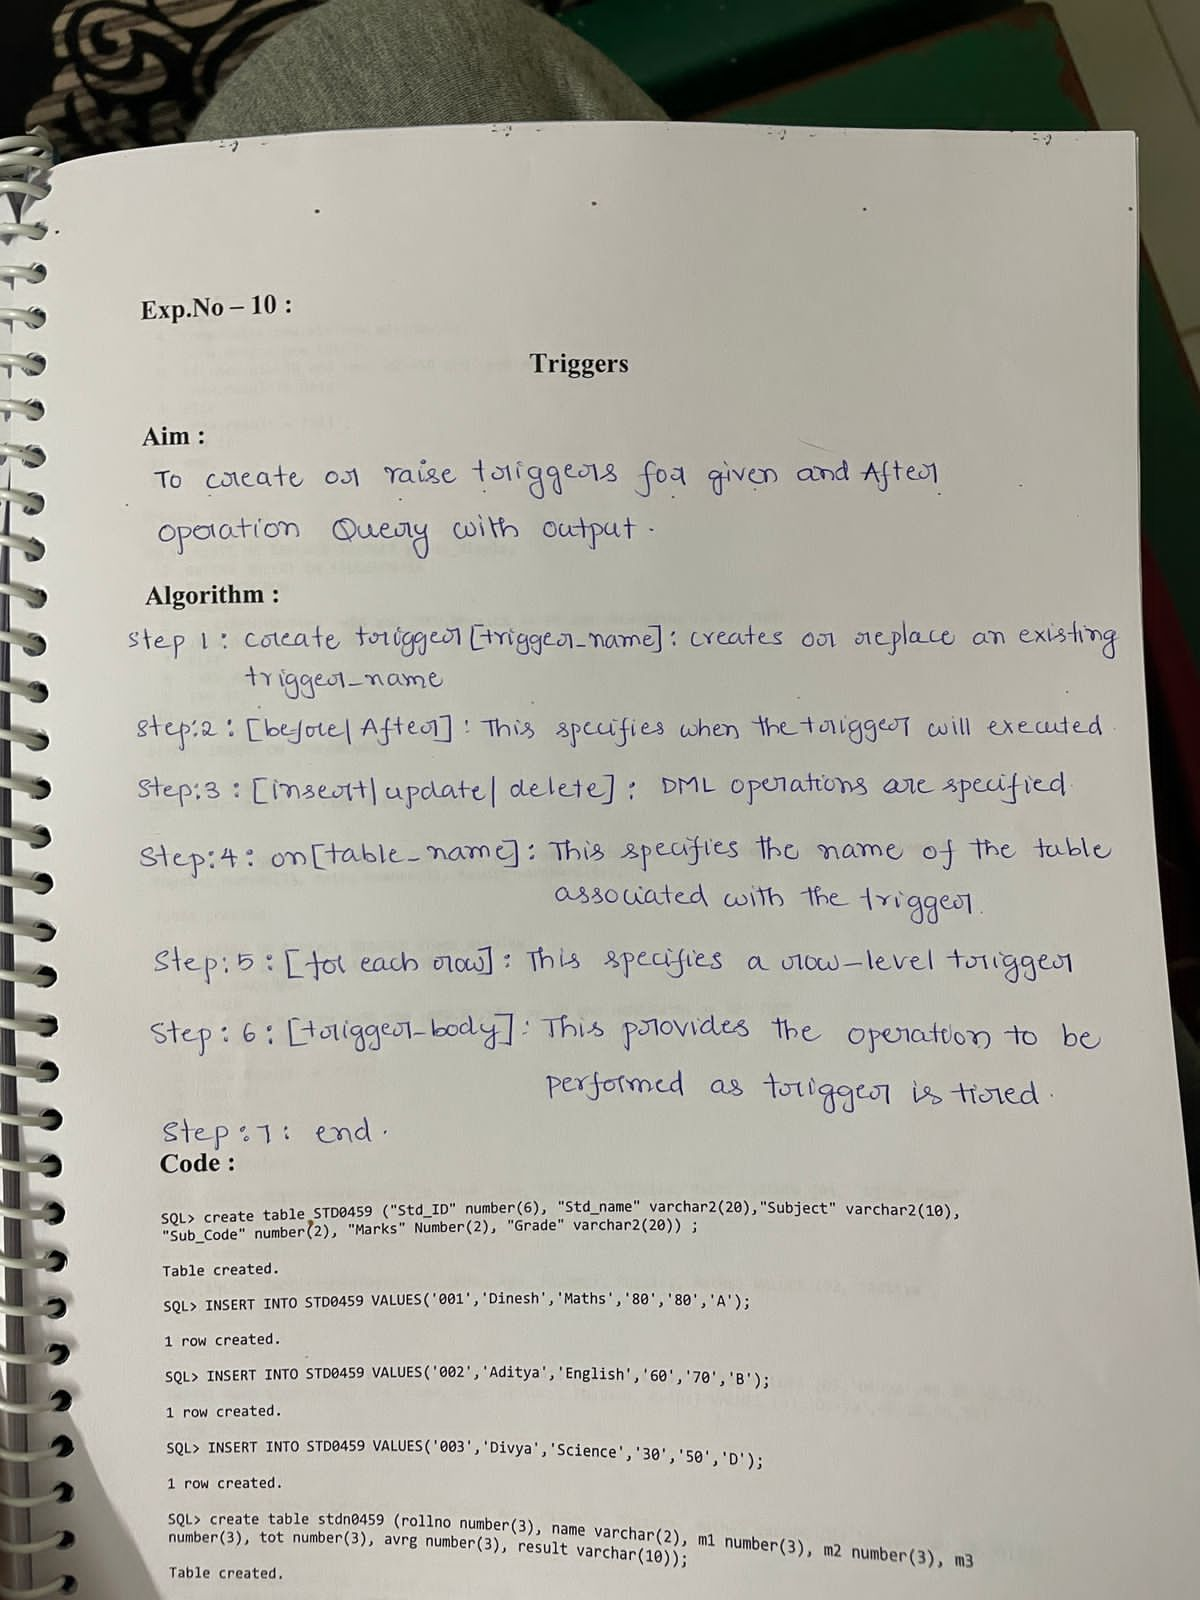 Exp.No – 10 :
Triggers
Aim :
To create or raise triggers for given and After
operation Query with output.
Algorithm :
Step 1 : create trigger [trigger_name] : creates or replace an existing
trigger_name
Step:2 : [before| After] : This specifies when the trigger will executed.
Step:3 : [insert| update| delete] : DML operations are specified.
Step:4 : on [table_name] : This specifies the name of the table
associated with the trigger.
Step:5 : [for each row] : This specifies a row-level trigger
Step:6 : [trigger-body] : This provides the operation to be
performed as trigger is tired.
Step:7 : end.
Code :
SQL> create table STD0459 ("Std_ID" number(6), "Std_name" varchar2(20),"Subject" varchar2(10),
"Sub_Code" number(2), "Marks" Number(2), "Grade" varchar2(20)) ;
Table created.
SQL> INSERT INTO STD0459 VALUES('001','Dinesh','Maths','80','80','A');
1 row created.
SQL> INSERT INTO STD0459 VALUES('002','Aditya','English','60','70','B');
1 row created.
SQL> INSERT INTO STD0459 VALUES('003','Divya','Science','30','50','D');
1 row created.
SQL> create table stdn0459 (rollno number(3), name varchar(2), m1 number(3), m2 number(3), m3
number(3), tot number(3), avrg number(3), result varchar(10));
Table created.